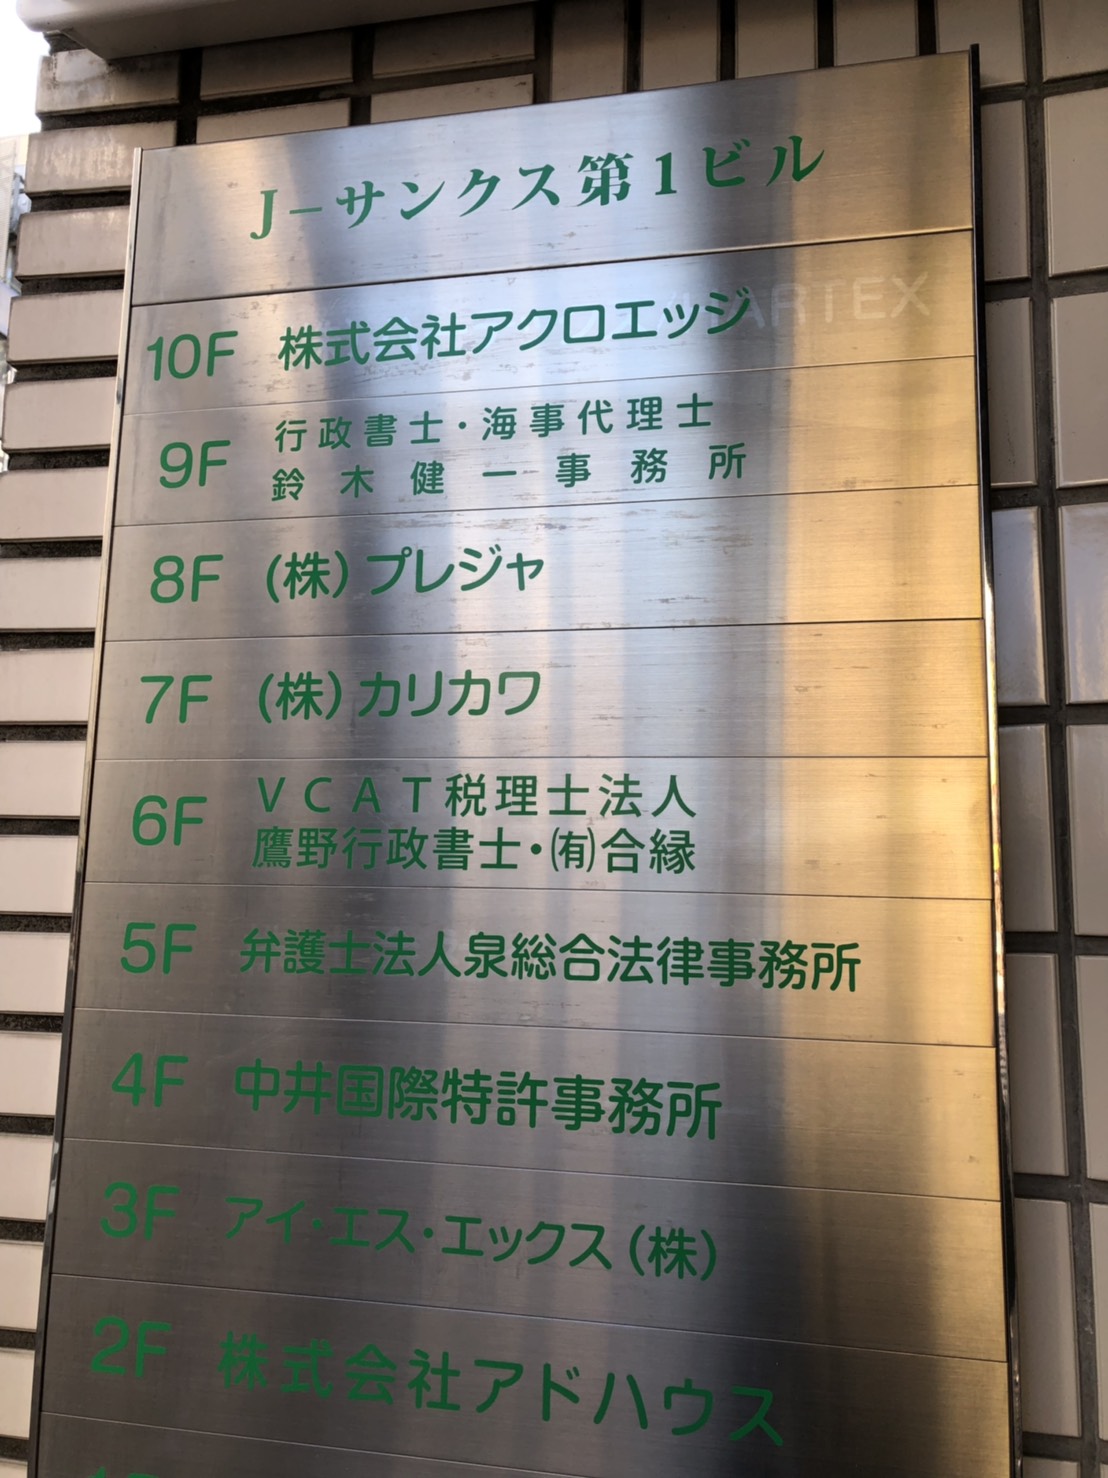 J-サンクス第1ビル
ARTEX
10F 株式会社アクロエッジ
9F 行政書士・海事代理士
鈴木健一事務所
8F (株)プレジャ
7F (株)カリカワ
6F VCAT税理士法人
鷹野行政書士・(有)合縁
5F 弁護士法人泉総合法律事務所
4F 中井国際特許事務所
3F アイ・エス・エックス(株)
2F 株式会社アドハウス